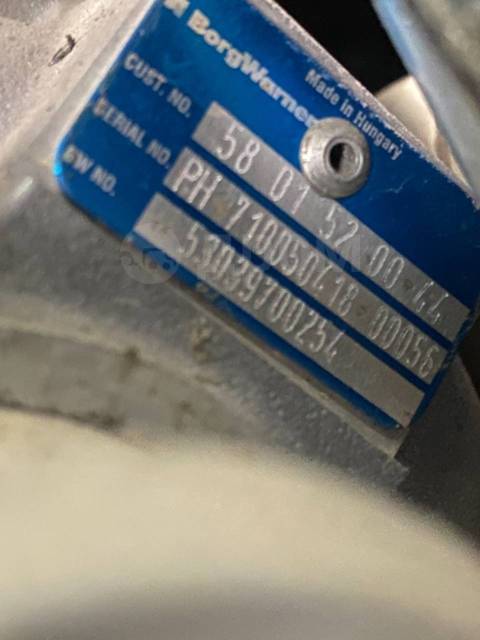 BorgWarner
Made in Hungary
CUST. NO. 58 01 52 00 44
SERIAL NO. PH 710050418 00056
BW NO. 53039700254